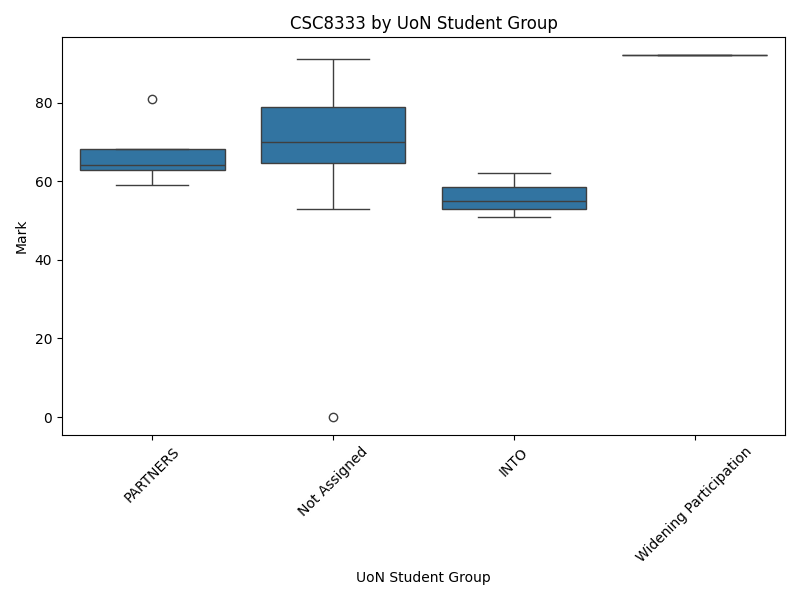 CSC8333 by UoN Student Group
Mark
80
60
40
20
0
PARTNERS
Not Assigned
INTO
Widening Participation
UoN Student Group